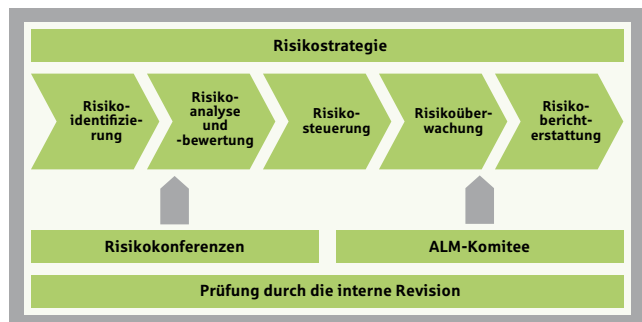 Risikostrategie
Risiko-
identifizie-
rung
Risiko-
analyse
und
-bewertung
Risiko-
steuerung
Risikoüber-
wachung
Risiko-
bericht-
erstattung
Risikokonferenzen
ALM-Komitee
Prüfung durch die interne Revision